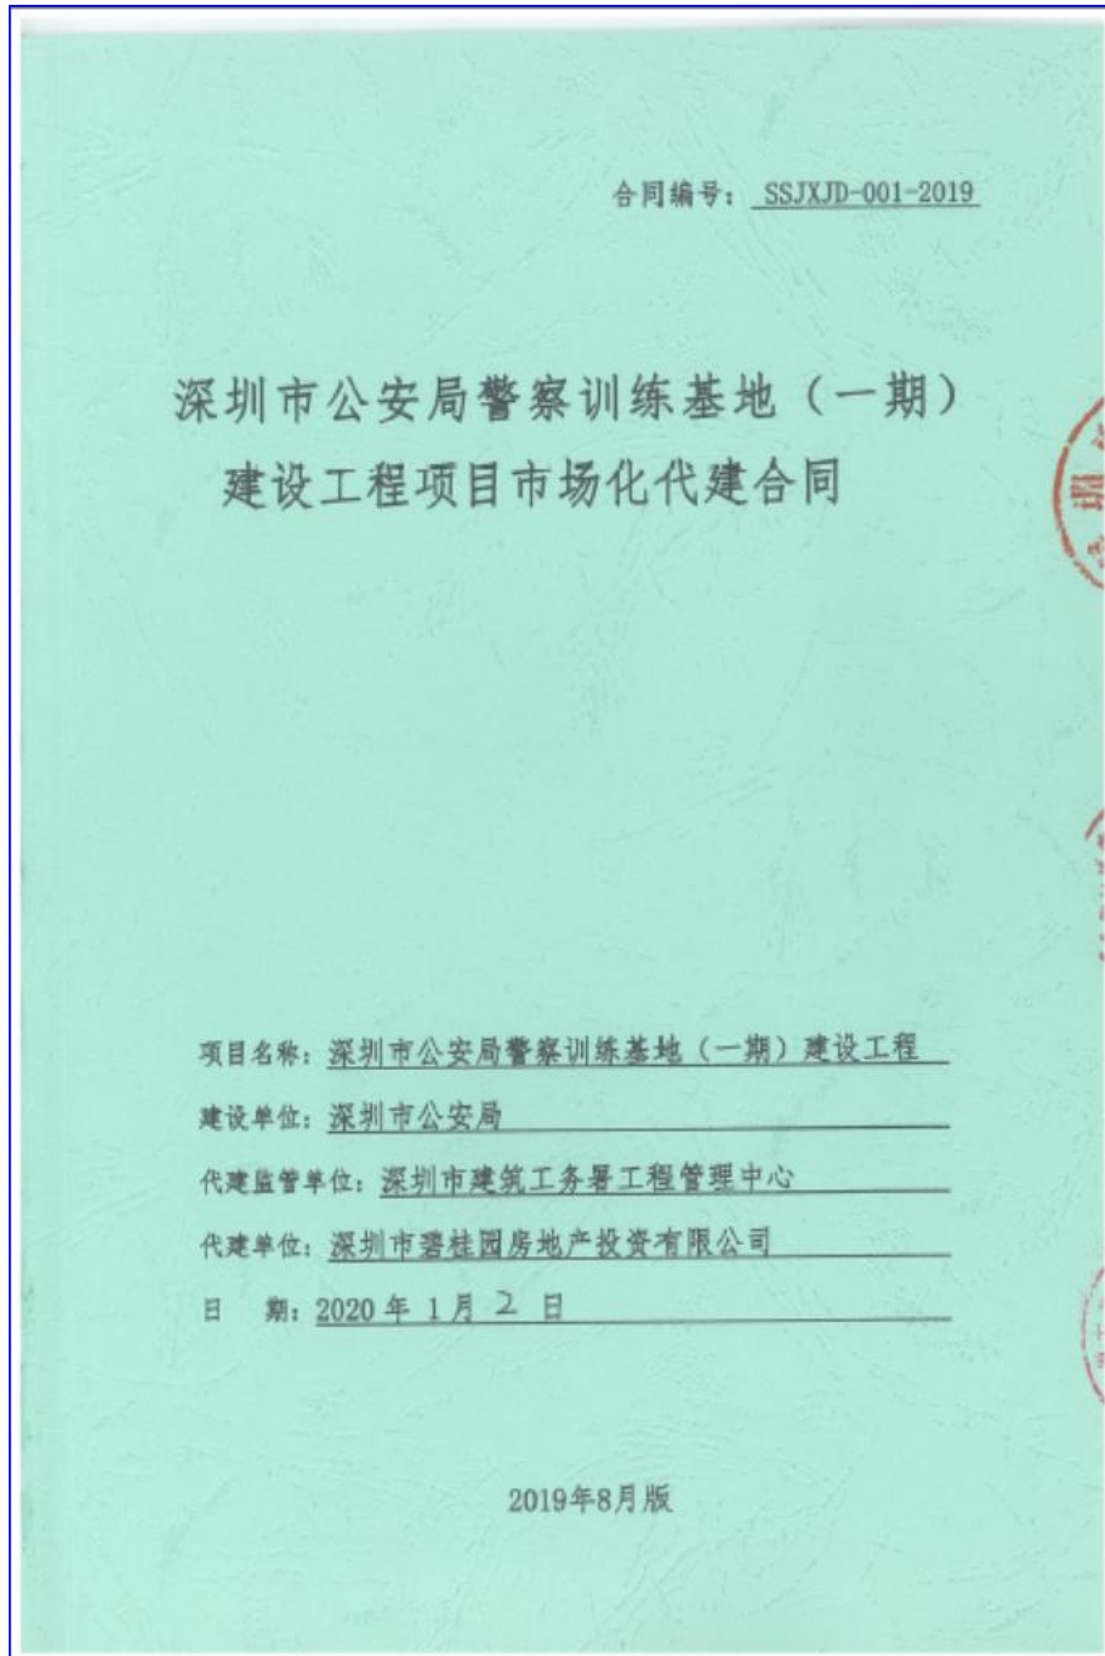 合同编号： SSJXJD-001-2019
深圳市公安局警察训练基地（一期）
建设工程项目市场化代建合同
项目名称：深圳市公安局警察训练基地（一期）建设工程
建设单位：深圳市公安局
代建监管单位：深圳市建筑工务署工程管理中心
代建单位：深圳市碧桂园房地产投资有限公司
日 期：2020 年 1 月 2 日
2019年8月版